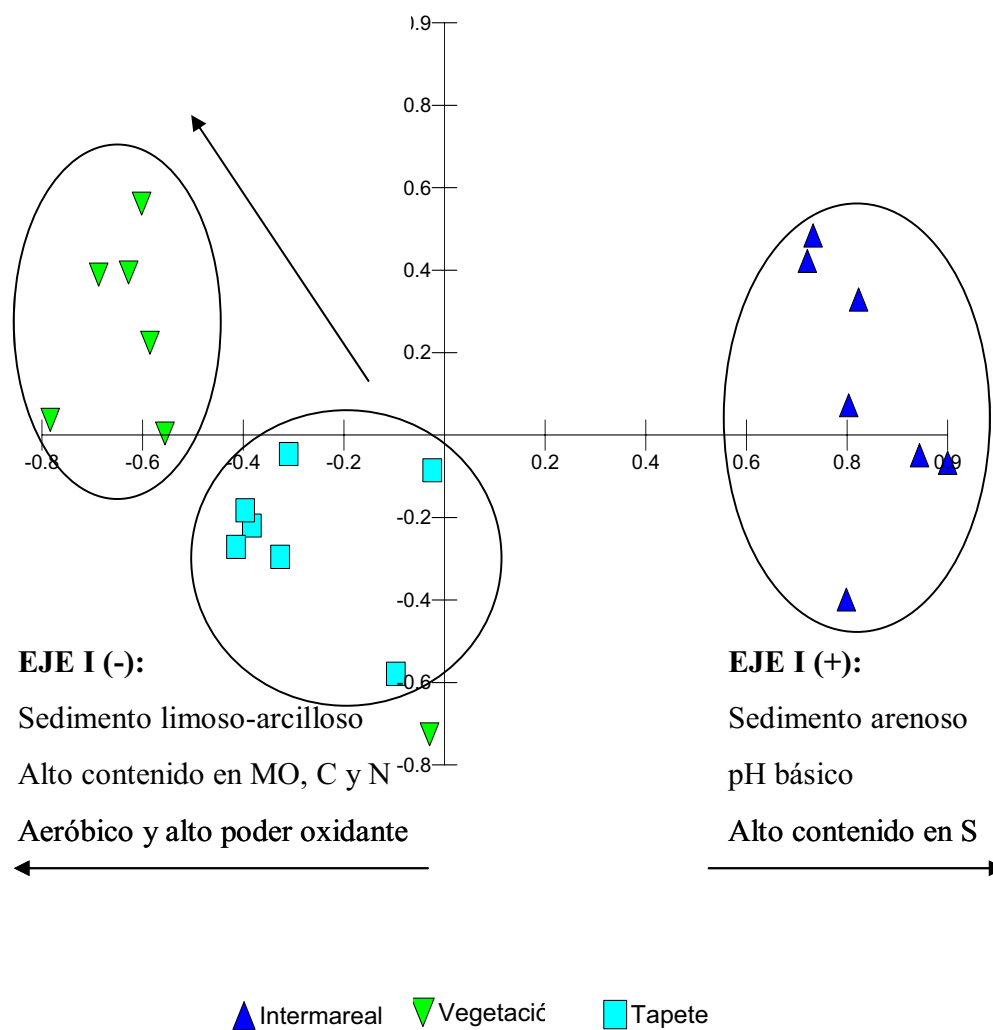 ).9
0.8
0.6
0.4
0.2
-0.8 -0.6 -0.4 -0.2 0.2 0.4 0.6 0.8 0.9
-0.2
-0.4
-0.6
-0.8
EJE I (-):
Sedimento limoso-arcilloso
Alto contenido en MO, C y N
Aeróbico y alto poder oxidante
EJE I (+):
Sedimento arenoso
pH básico
Alto contenido en S
Intermareal Vegetació Tapete